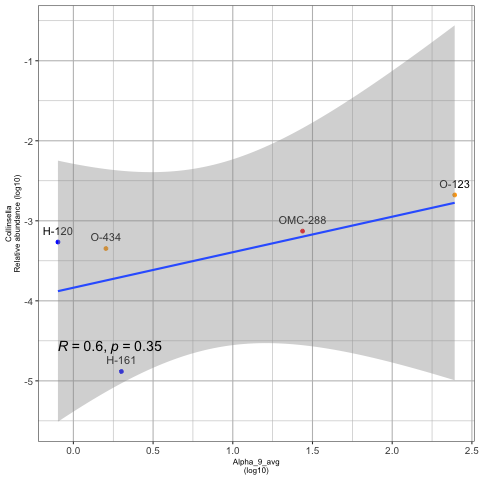 Collinsella
Relative abundante (log10)
-1
-2
-3
-4
-5
O-123
OMC-288
H-120
O-434
R = 0.6, p = 0.35
H-161
0.0 0.5 1.0 1.5 2.0 2.5
Alpha_9_avg
(log10)